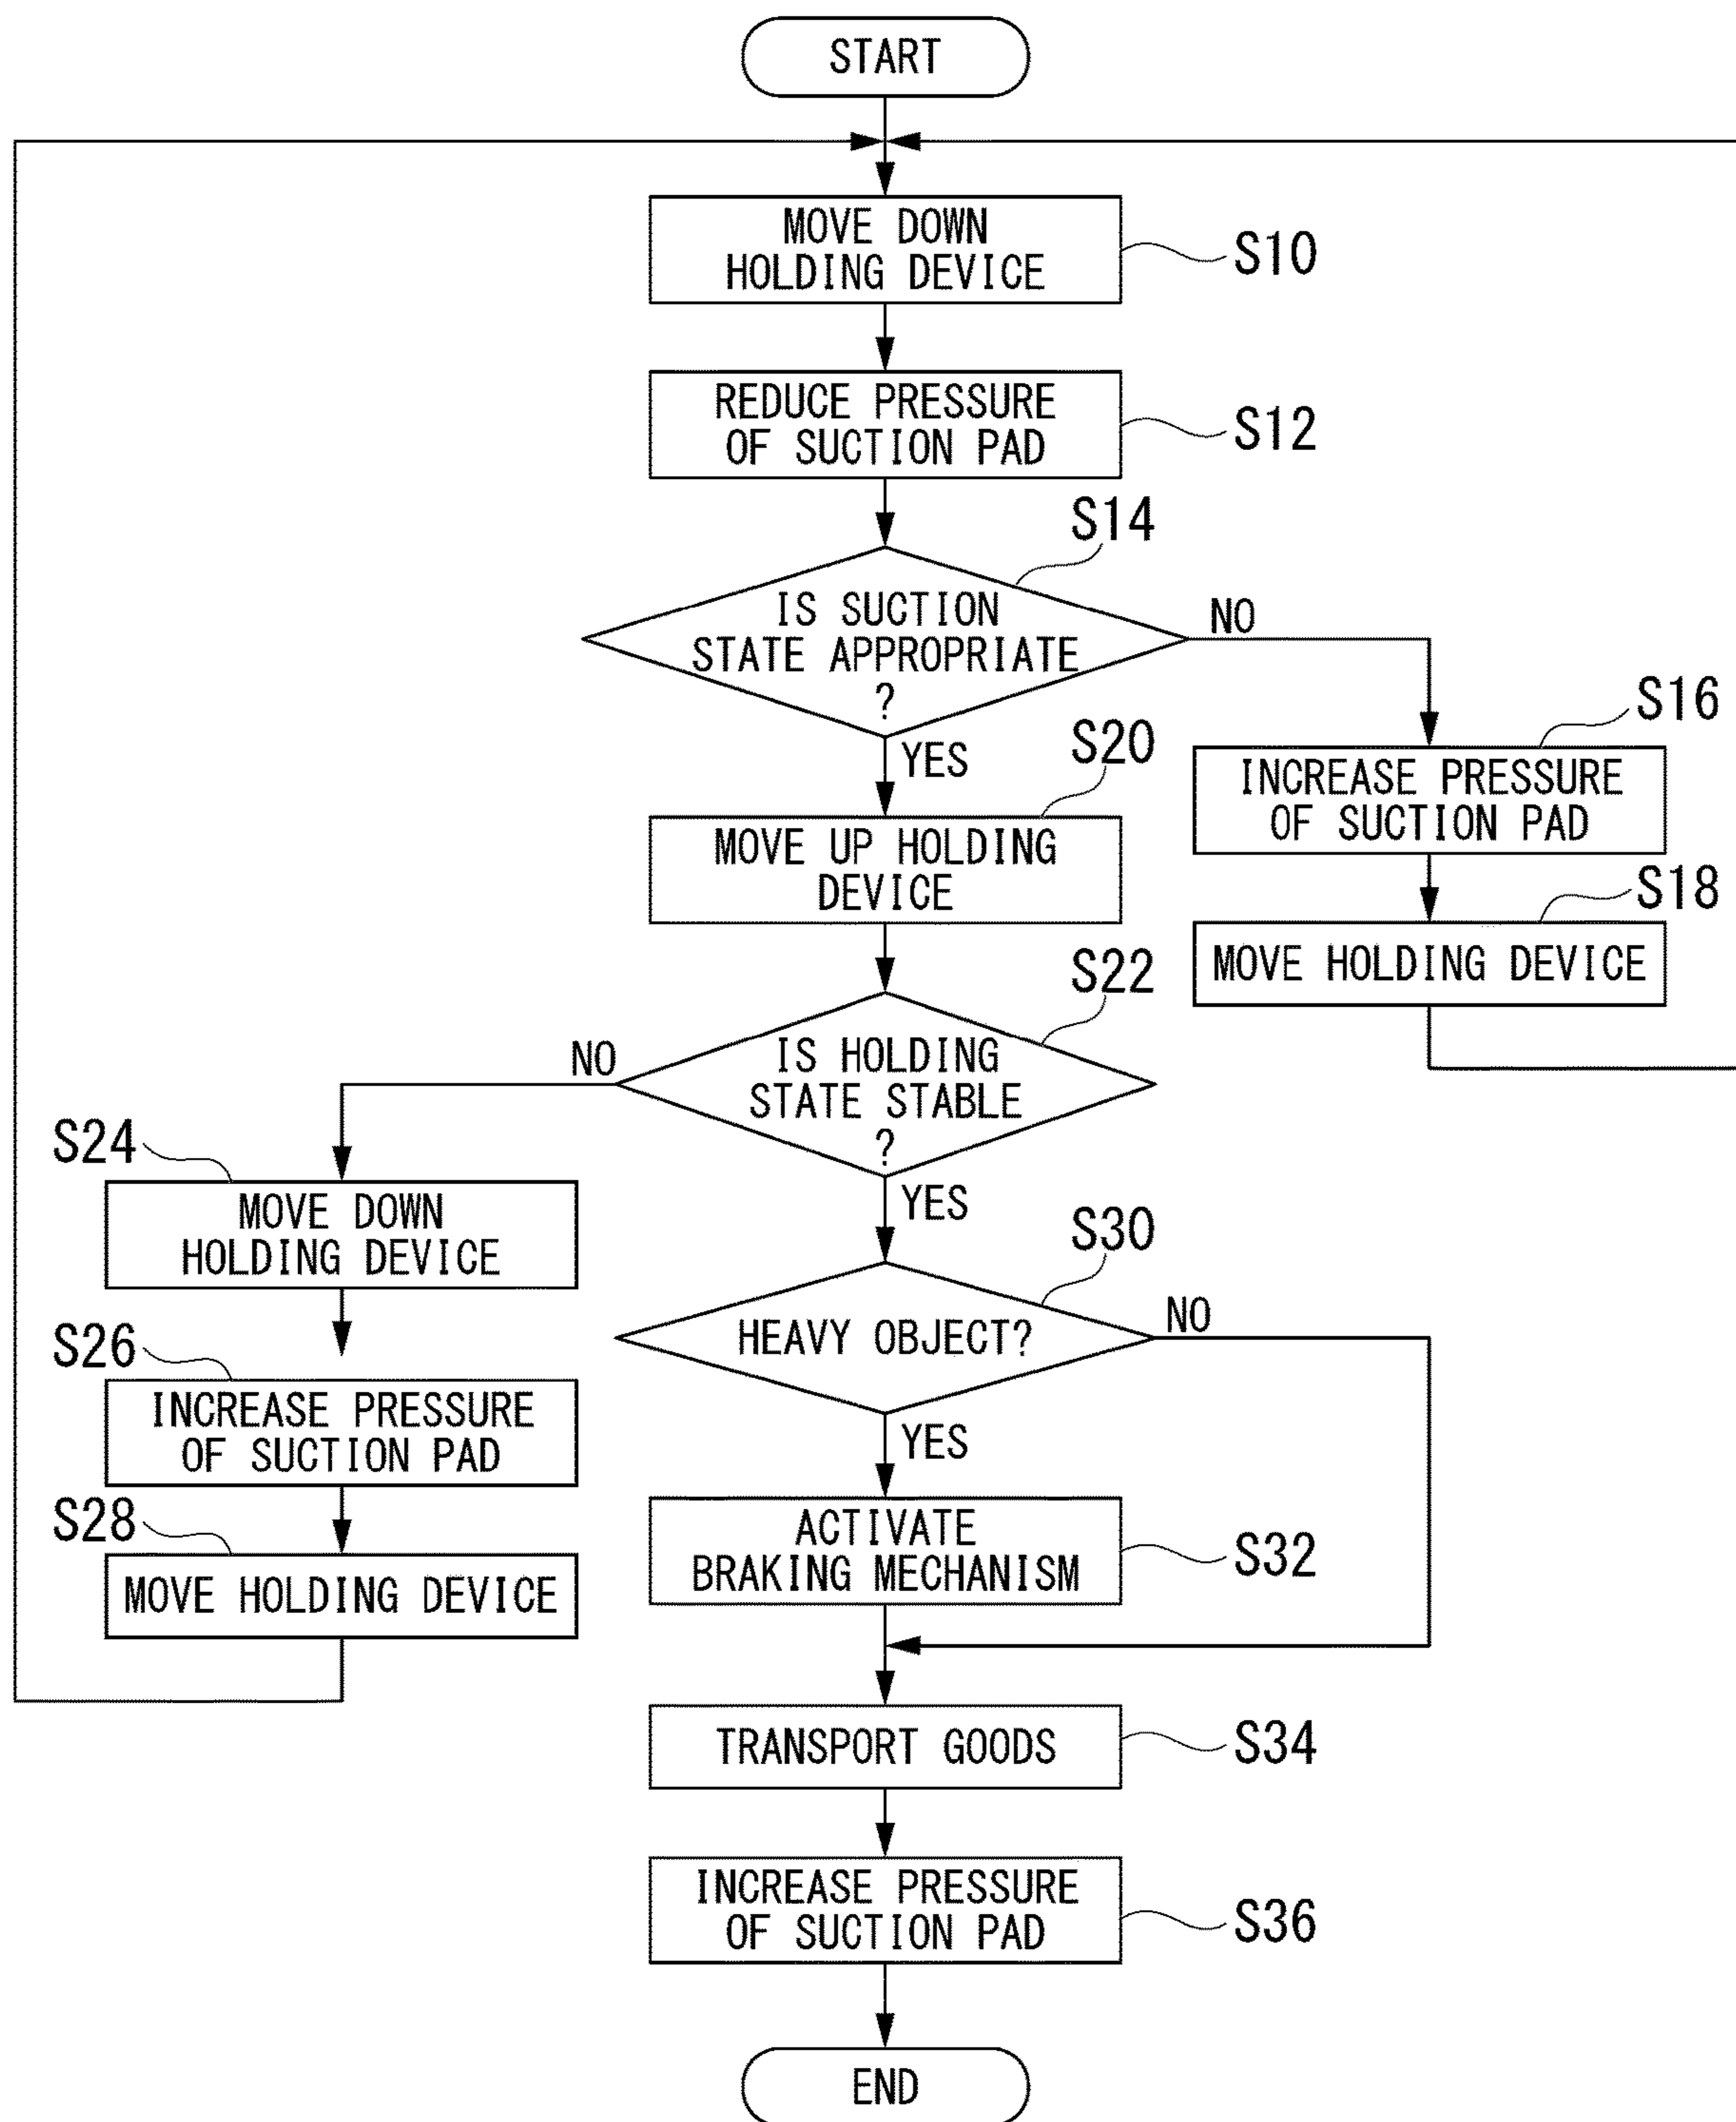 START
MOVE DOWN
HOLDING DEVICE
S10
REDUCE PRESSURE
OF SUCTION PAD
S12
S14
IS SUCTION
STATE APPROPRIATE
?
NO
YES
S16
INCREASE PRESSURE
OF SUCTION PAD
S18
MOVE HOLDING DEVICE
S20
MOVE UP HOLDING
DEVICE
S22
IS HOLDING
STATE STABLE
?
NO
YES
S24
MOVE DOWN
HOLDING DEVICE
S26
INCREASE PRESSURE
OF SUCTION PAD
S28
MOVE HOLDING DEVICE
S30
HEAVY OBJECT?
NO
YES
ACTIVATE
BRAKING MECHANISM
S32
TRANSPORT GOODS
S34
INCREASE PRESSURE
OF SUCTION PAD
S36
END